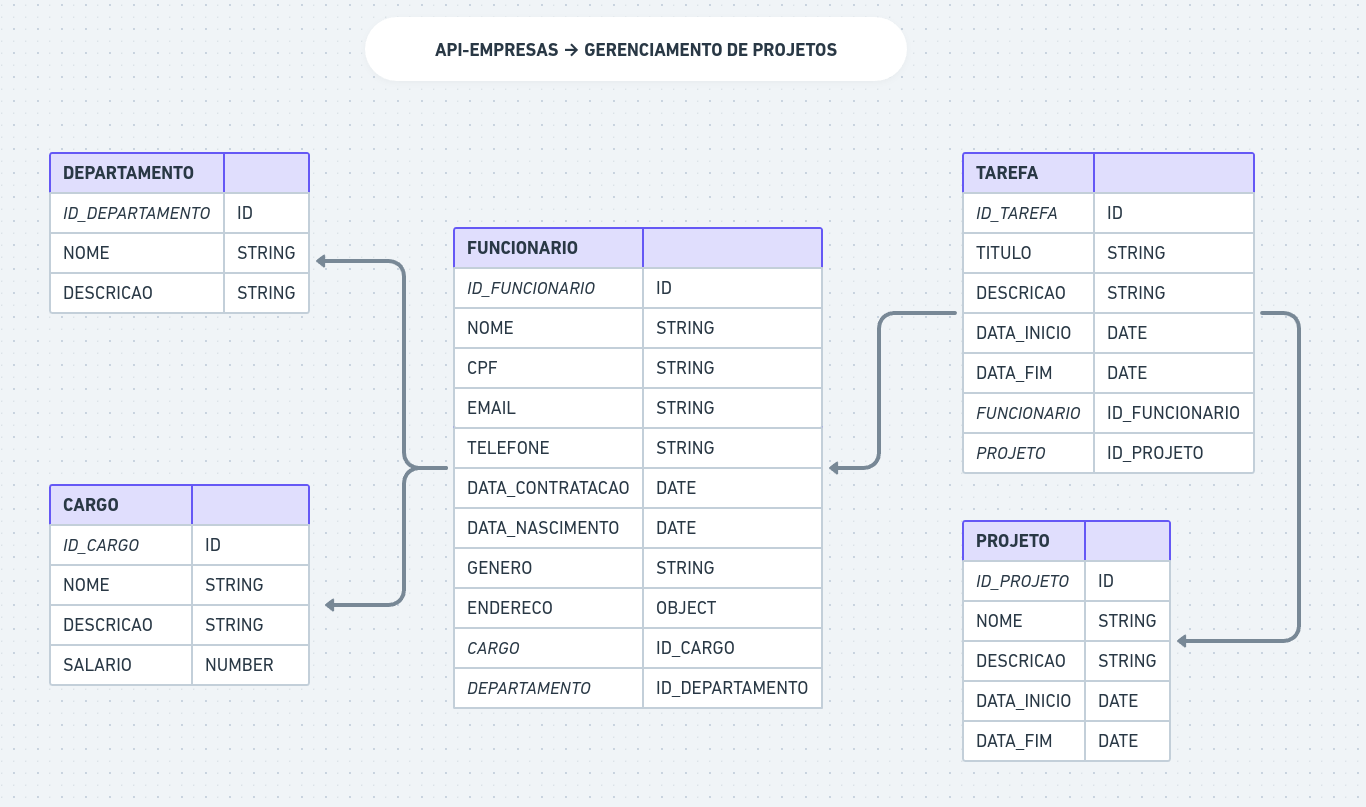 API-EMPRESAS → GERENCIAMENTO DE PROJETOS
DEPARTAMENTO
ID_DEPARTAMENTO ID
NOME STRING
DESCRICAO STRING
CARGO
ID_CARGO ID
NOME STRING
DESCRICAO STRING
SALARIO NUMBER
FUNCIONARIO
ID_FUNCIONARIO ID
NOME STRING
CPF STRING
EMAIL STRING
TELEFONE STRING
DATA_CONTRATACAO DATE
DATA_NASCIMENTO DATE
GENERO STRING
ENDERECO OBJECT
CARGO ID_CARGO
DEPARTAMENTO ID_DEPARTAMENTO
TAREFA
ID_TAREFA ID
TITULO STRING
DESCRICAO STRING
DATA_INICIO DATE
DATA_FIM DATE
FUNCIONARIO ID_FUNCIONARIO
PROJETO ID_PROJETO
PROJETO
ID_PROJETO ID
NOME STRING
DESCRICAO STRING
DATA_INICIO DATE
DATA_FIM DATE